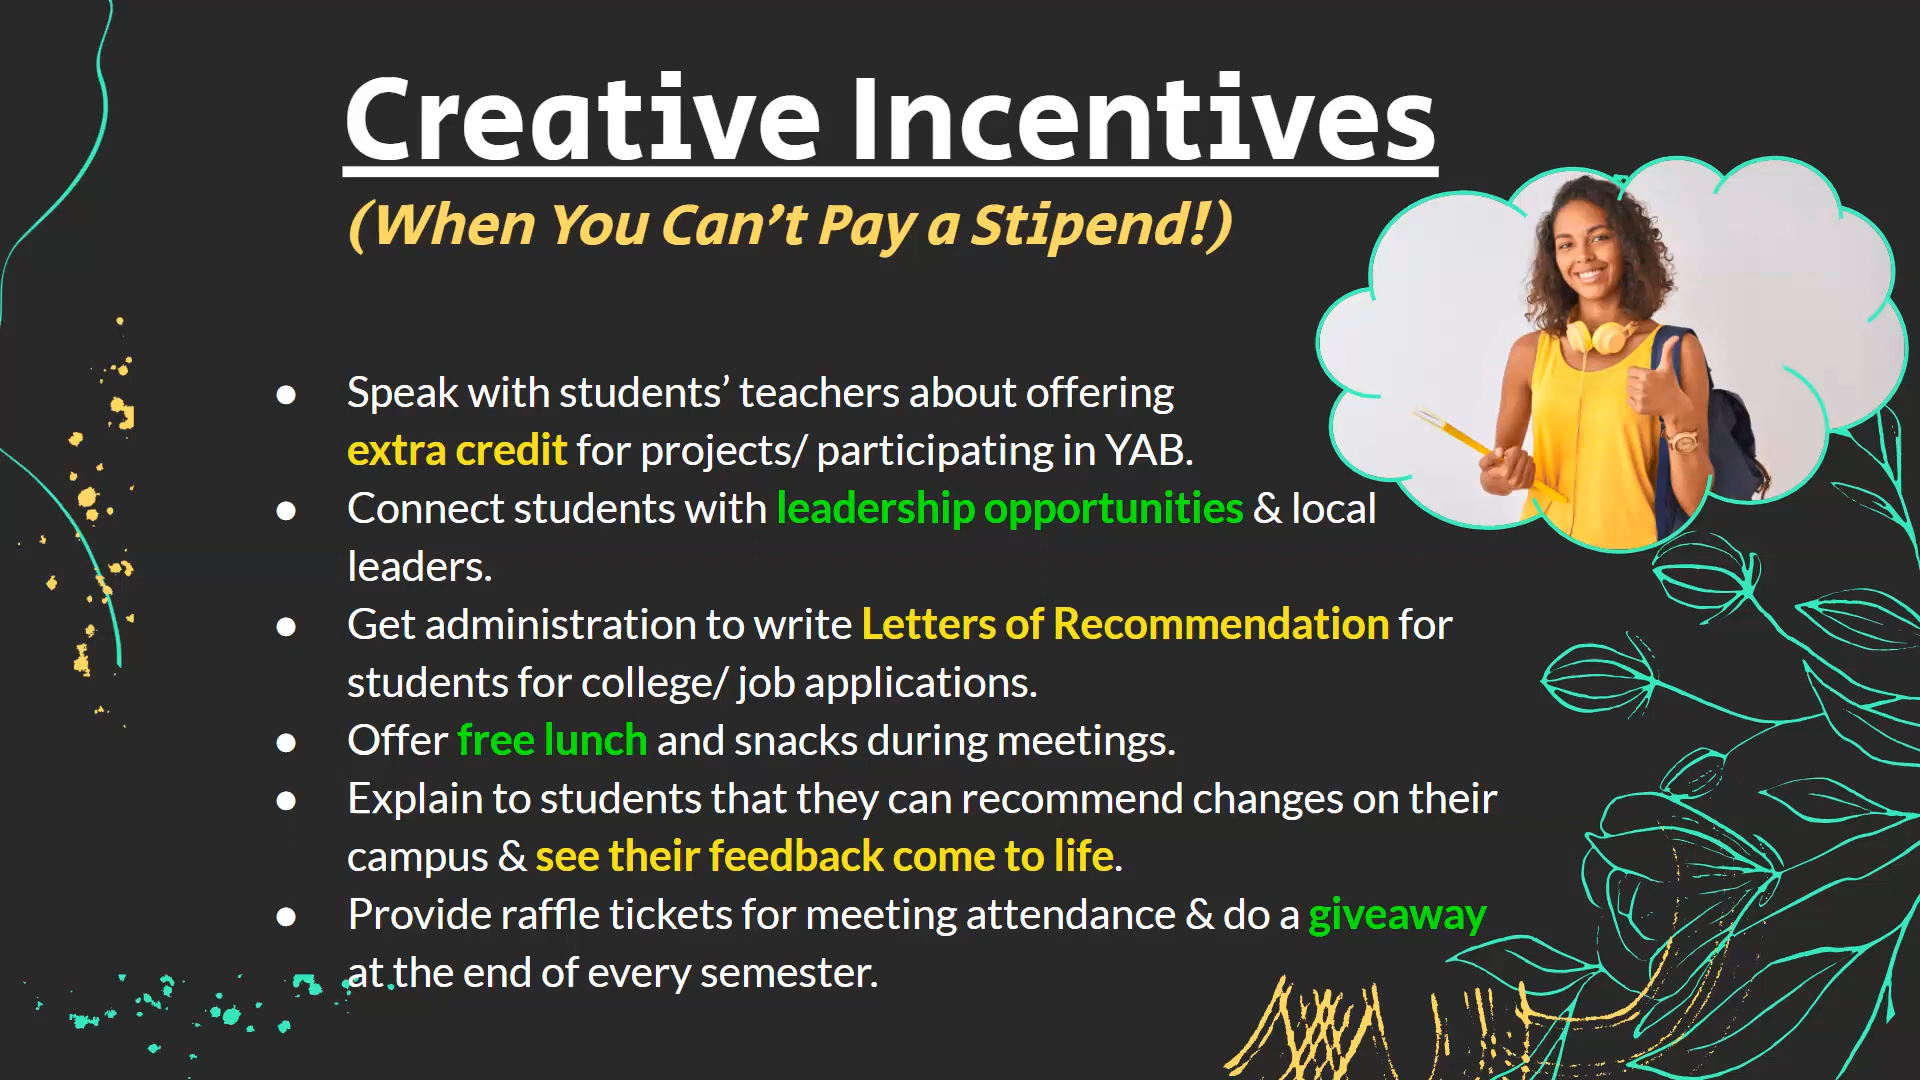 Creative Incentives
(When You Can’t Pay a Stipend!)
● Speak with students’ teachers about offering
extra credit for projects/ participating in YAB.
● Connect students with leadership opportunities & local
leaders.
● Get administration to write Letters of Recommendation for
students for college/ job applications.
● Offer free lunch and snacks during meetings.
● Explain to students that they can recommend changes on their
campus & see their feedback come to life.
● Provide raffle tickets for meeting attendance & do a giveaway
at the end of every semester.